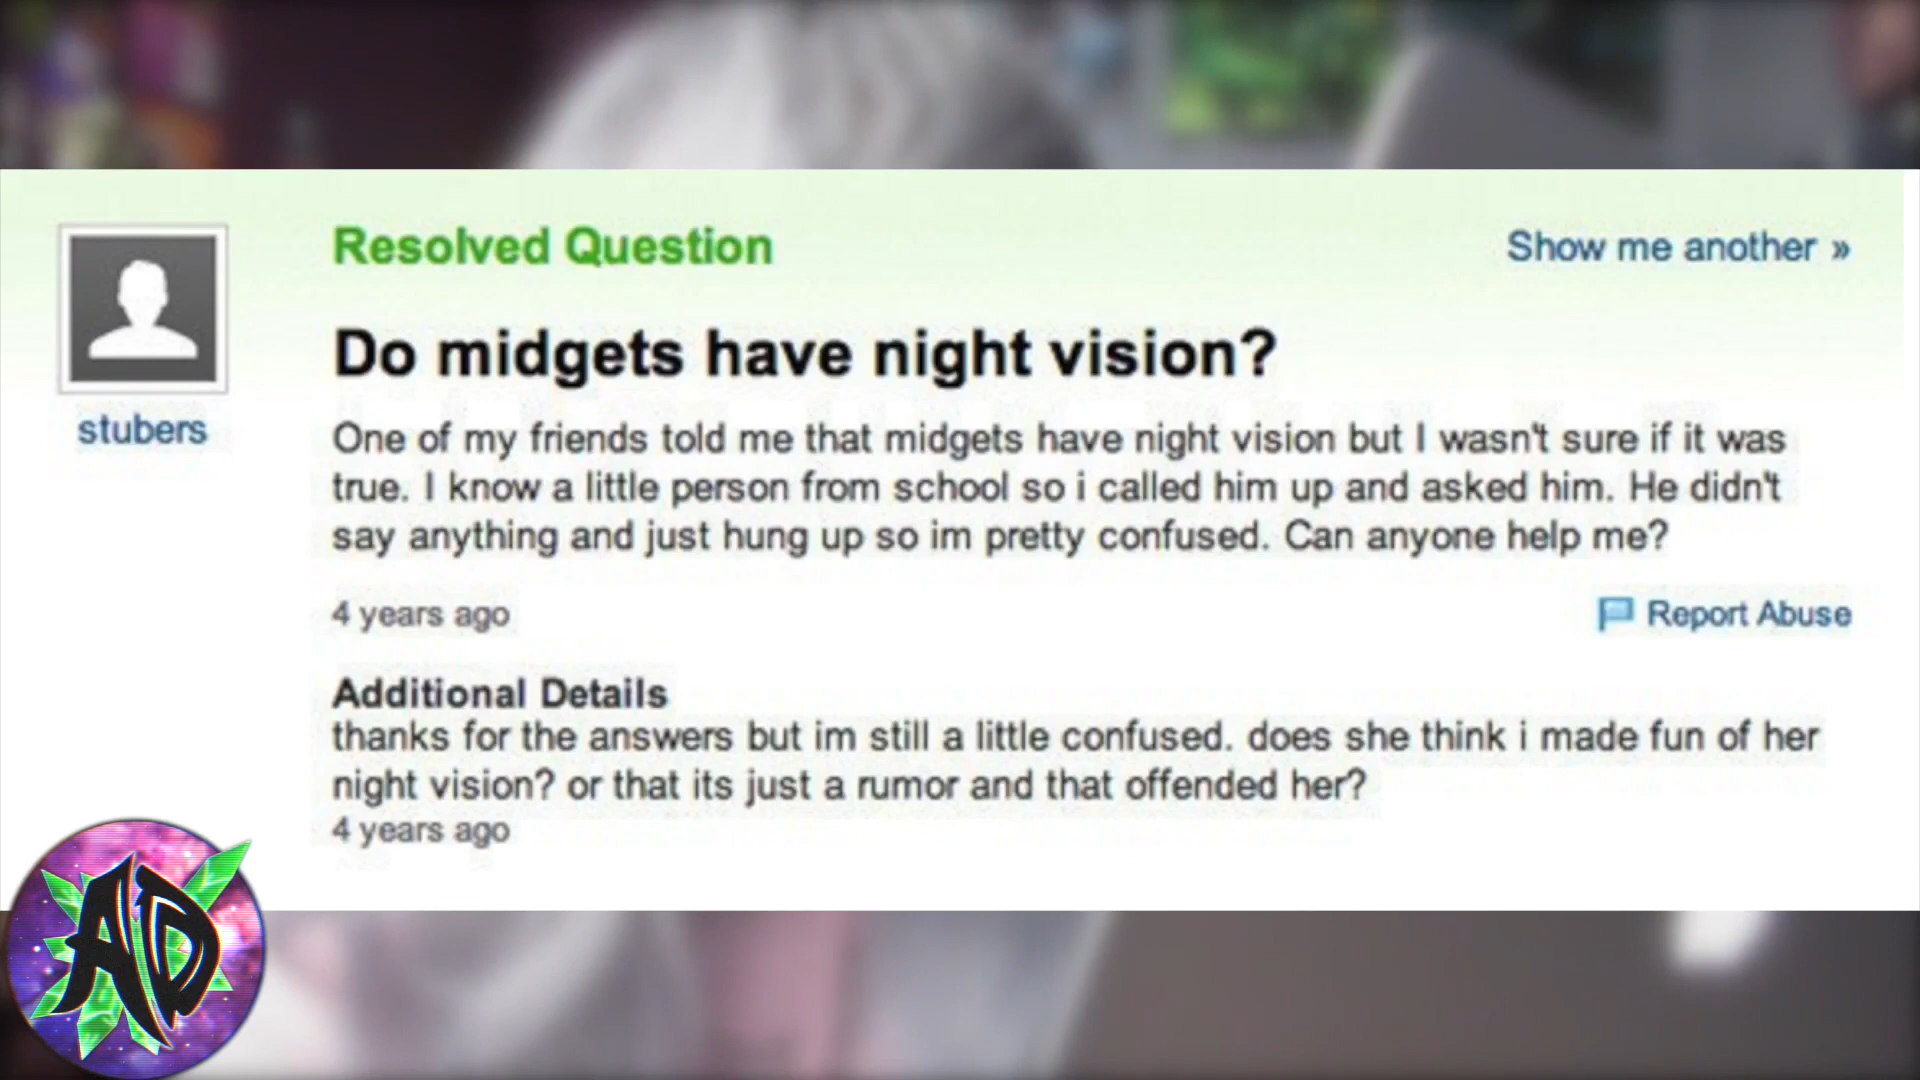 Resolved Question
Show me another »
Do midgets have night vision?
stubers
One of my friends told me that midgets have night vision but I wasn't sure if it was
true. I know a little person from school so i called him up and asked him. He didn't
say anything and just hung up so im pretty confused. Can anyone help me?
4 years ago
Report Abuse
Additional Details
thanks for the answers but im still a little confused. does she think i made fun of her
night vision? or that its just a rumor and that offended her?
4 years ago
AD